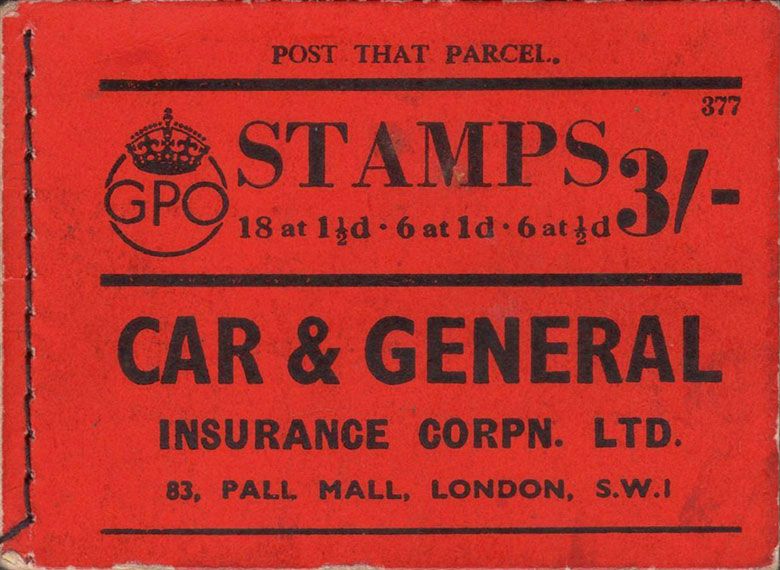 POST THAT PARCEL.
377
GPO
STAMPS 3/-
18 at 1½d · 6 at 1d · 6 at ½d
CAR & GENERAL
INSURANCE CORPN. LTD.
83, PALL MALL, LONDON, S.W.1